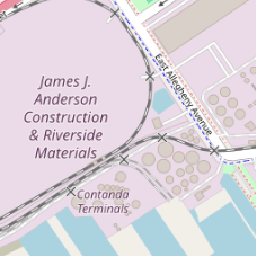 James J.
Anderson
Construction
& Riverside
Materials
East Allegheny Avenue
Contanda
Terminals